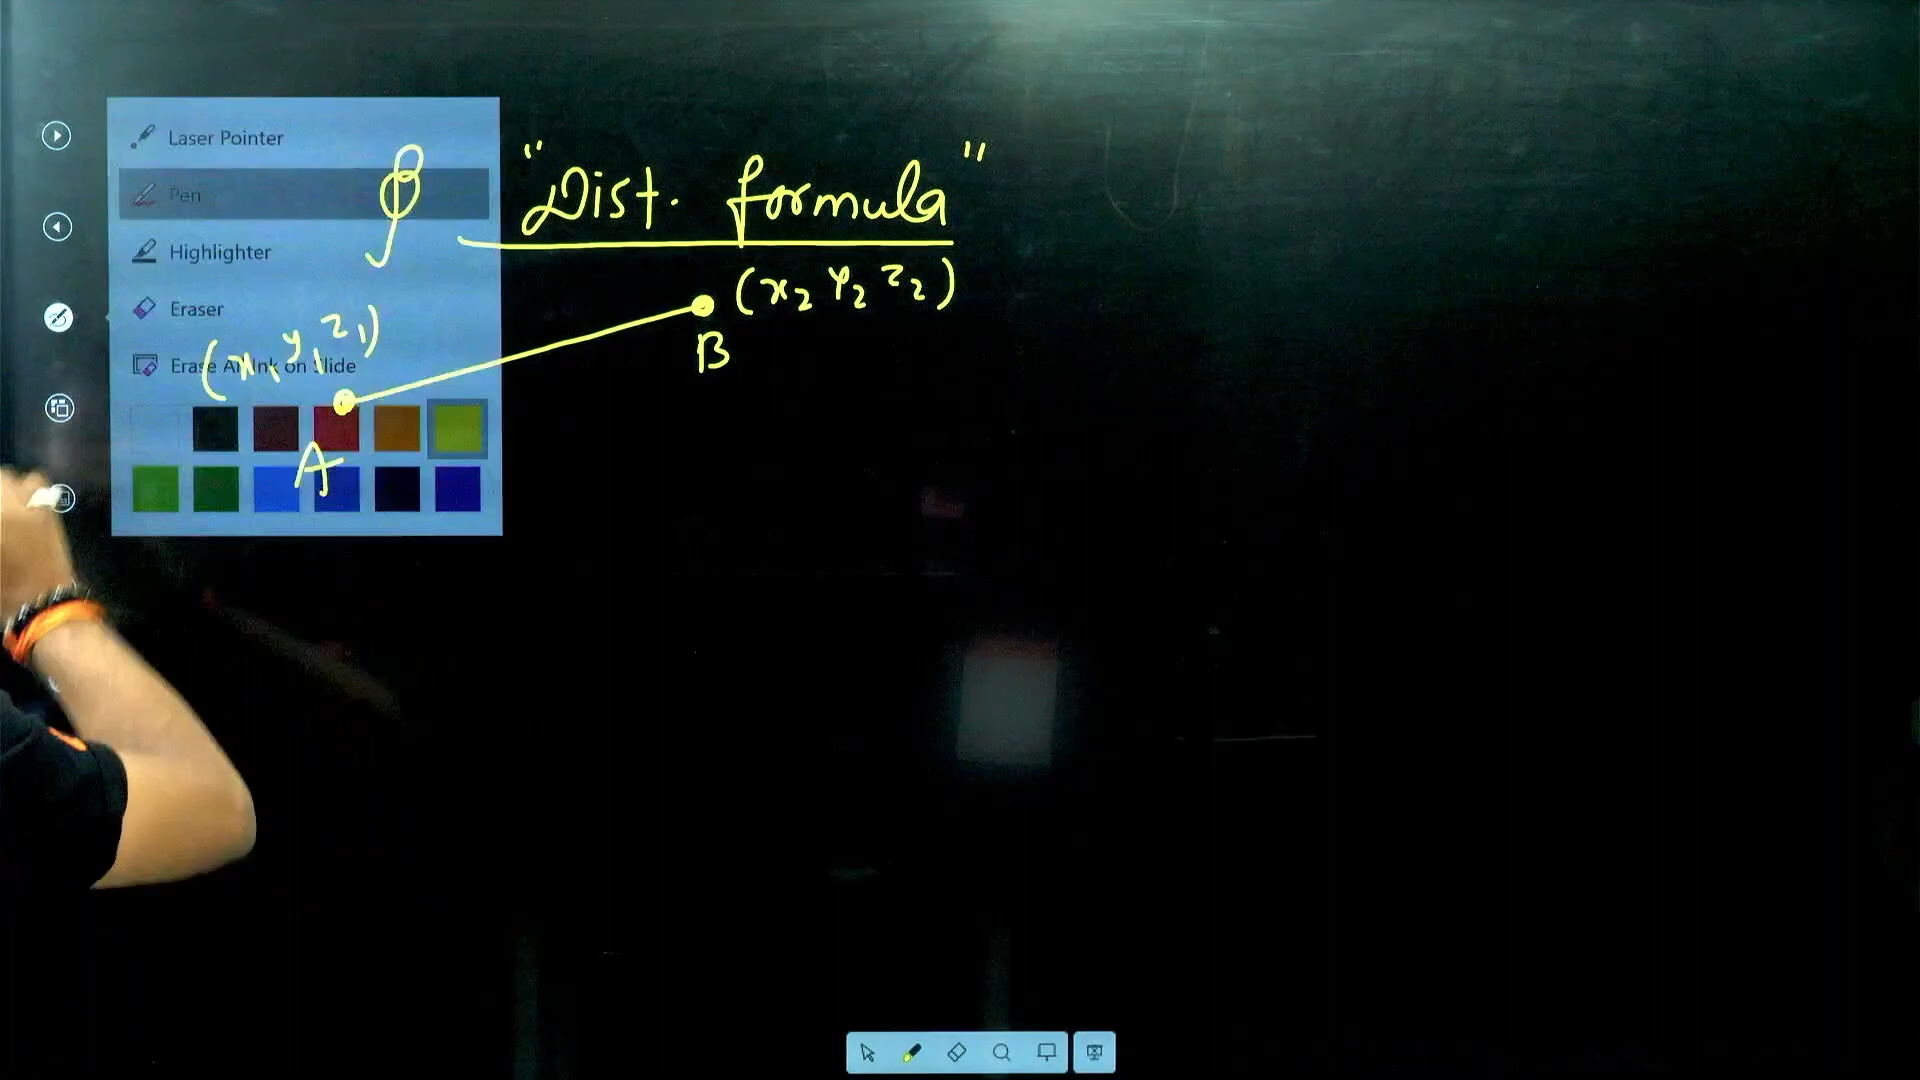 Laser Pointer
Pen
Highlighter
Eraser
Erase All Ink on Slide
"Dist. formula"
(x₁ y₁ z₁)
A
(x₂ y₂ z₂)
B